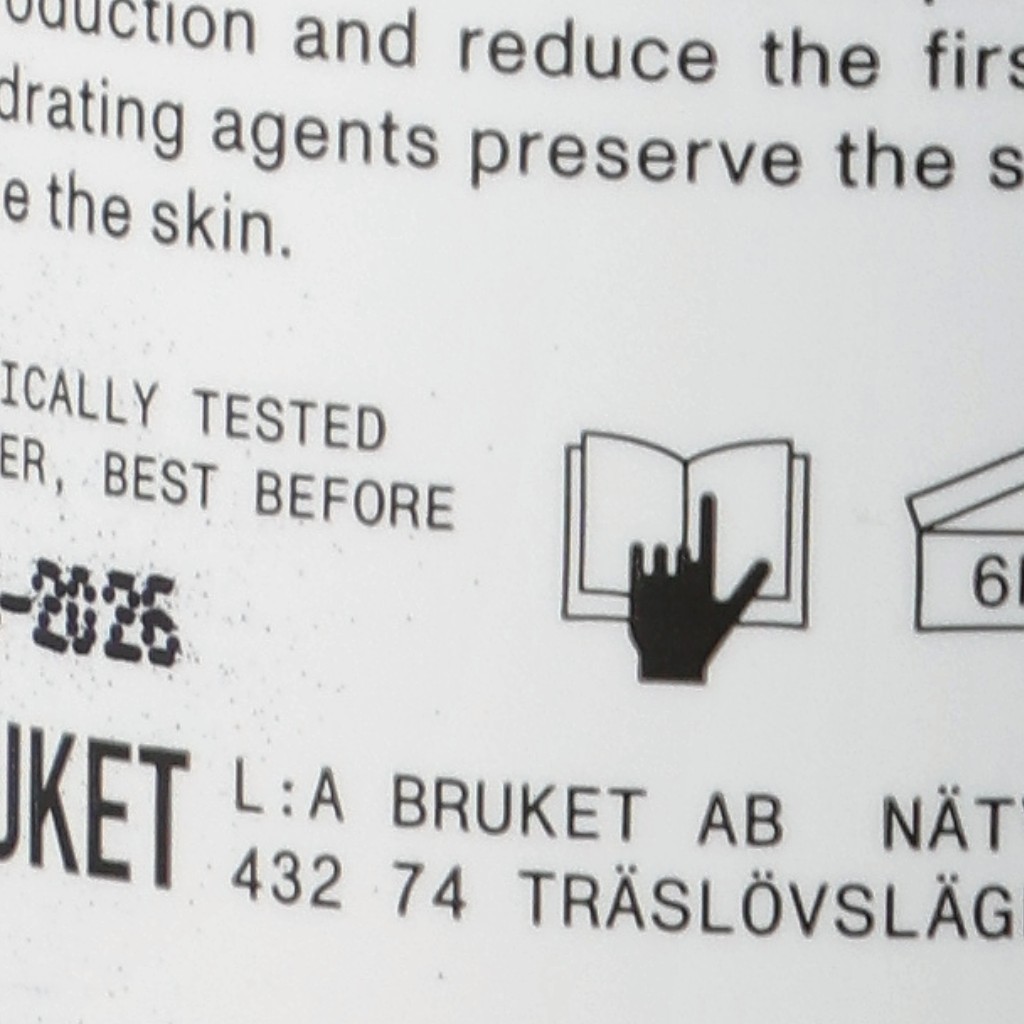 oduction and reduce the firs
drating agents preserve the s
e the skin.
ICALLY TESTED
ER, BEST BEFORE
-2026
6
UKET
L:A BRUKET AB NÄT
432 74 TRÄSLÖVSLÄG